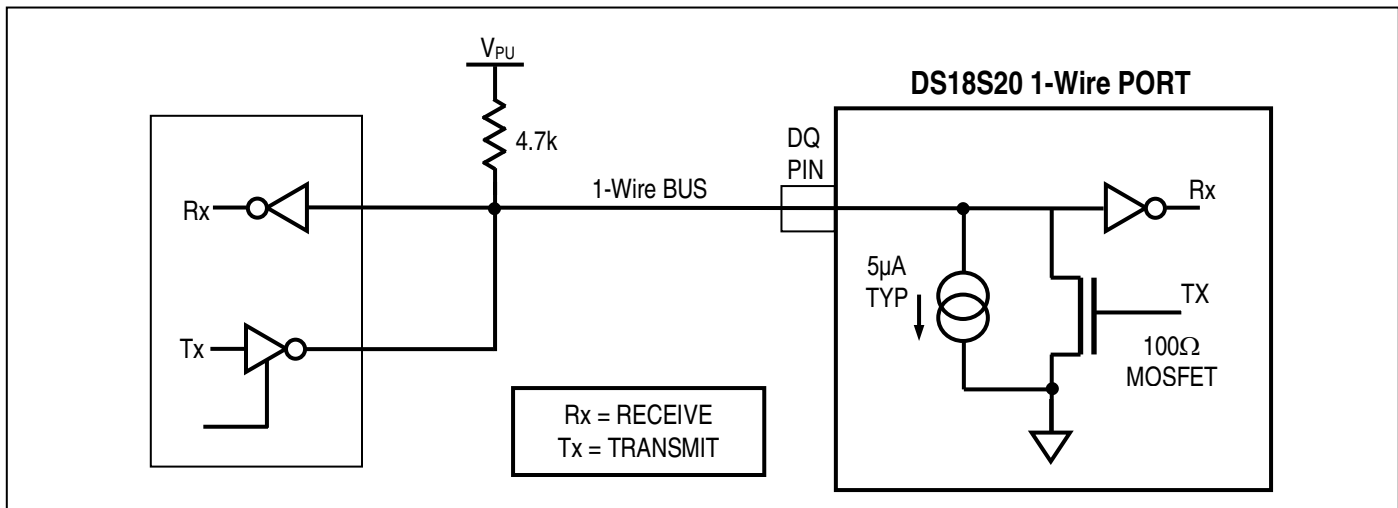 V_PU
4.7k
1-Wire BUS
Rx
Tx
Rx = RECEIVE
Tx = TRANSMIT
DS18S20 1-Wire PORT
DQ
PIN
Rx
5µA
TYP
TX
100Ω
MOSFET